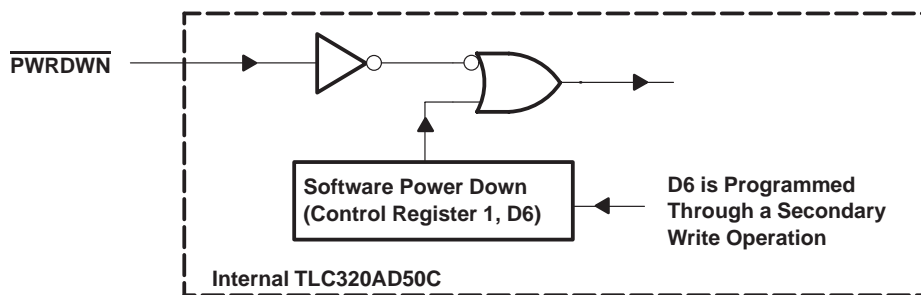 PWRDWN
Software Power Down
(Control Register 1, D6)
D6 is Programmed
Through a Secondary
Write Operation
Internal TLC320AD50C